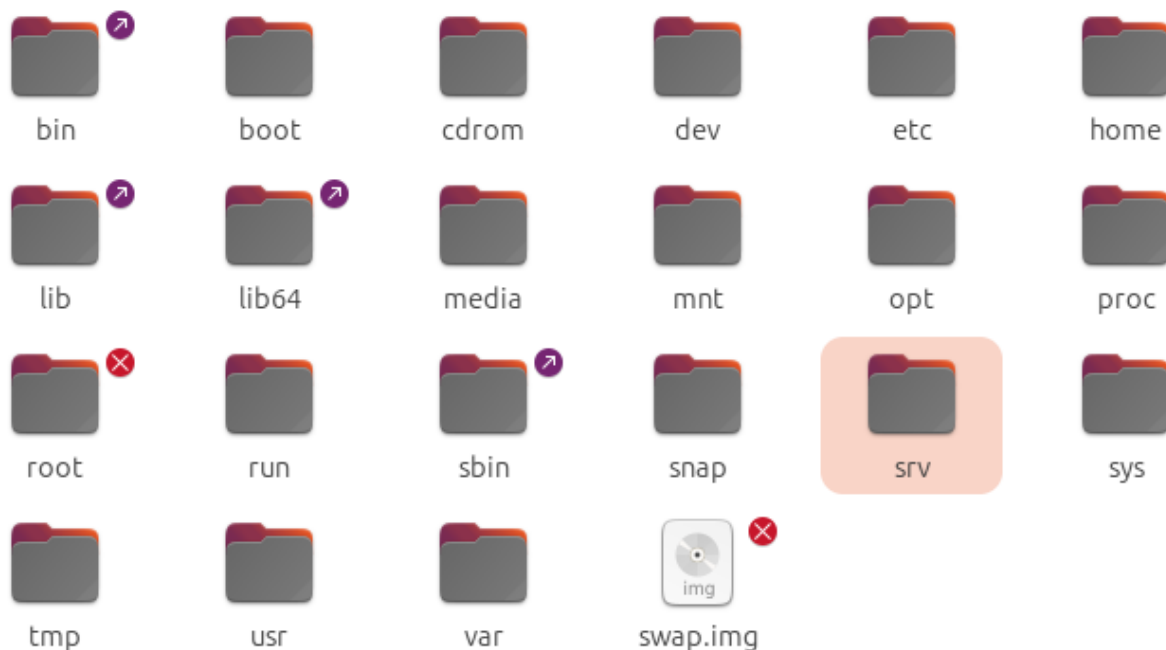 bin boot cdrom dev etc home
lib lib64 media mnt opt proc
root run sbin snap srv sys
img
tmp usr var swap.img